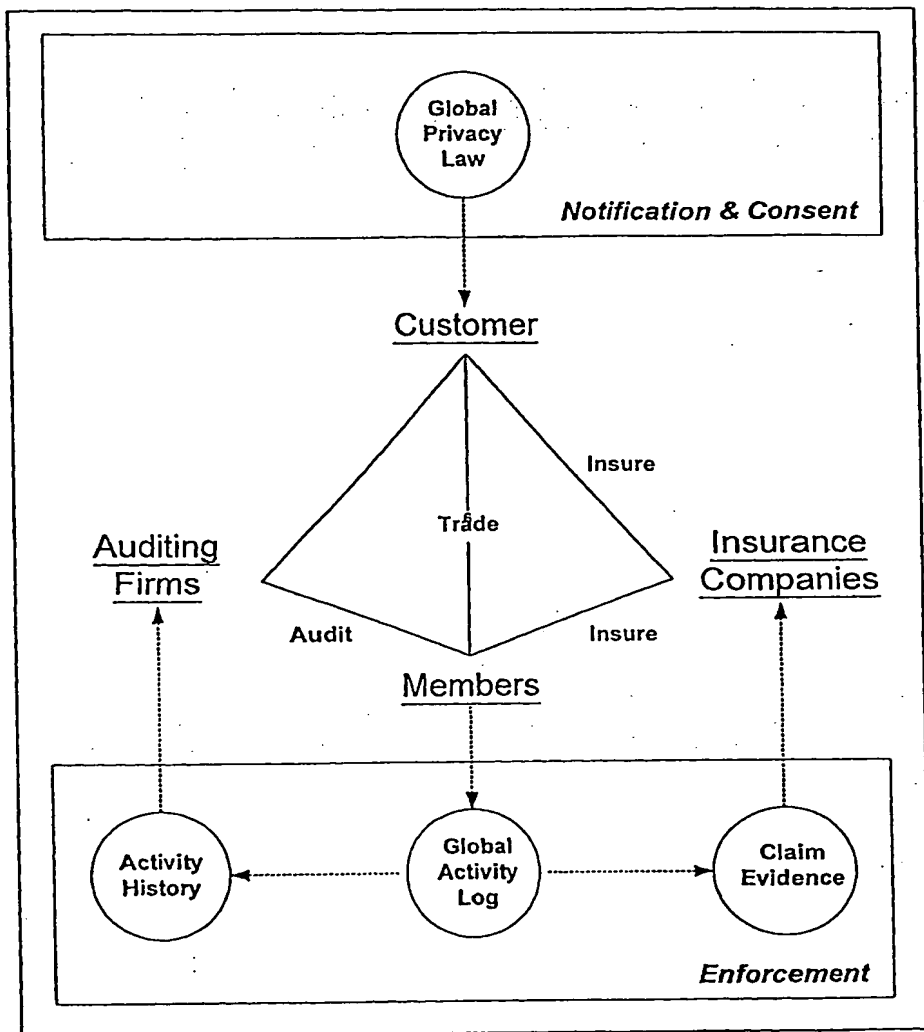 Global
Privacy
Law
Notification & Consent
Customer
Insure
Trade
Auditing
Firms
Insurance
Companies
Audit
Insure
Members
Activity
History
Global
Activity
Log
Claim
Evidence
Enforcement